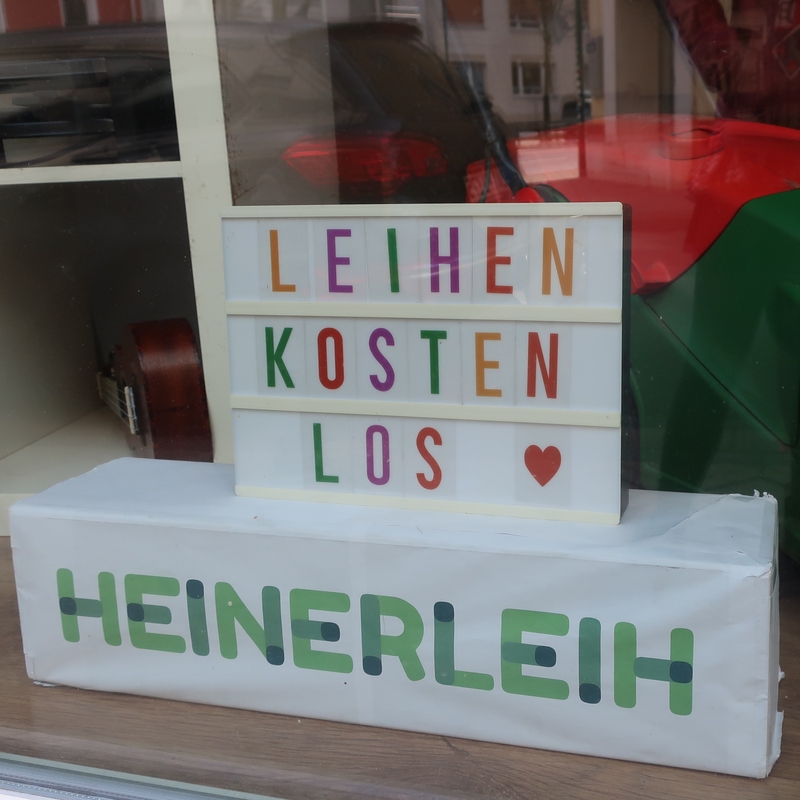 LEIHEN
KOSTEN
LOS ♥
HEINERLEIH